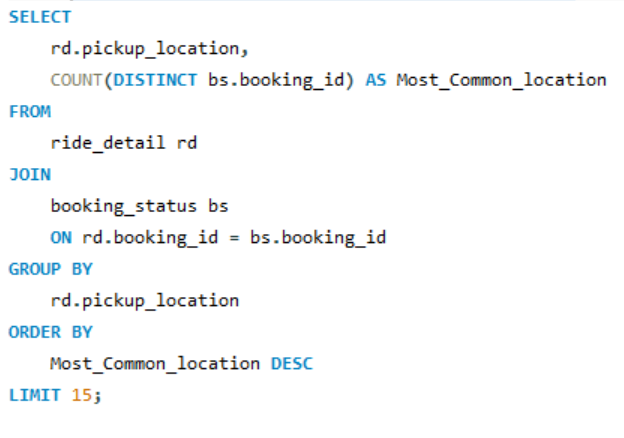 SELECT
rd.pickup_location,
COUNT(DISTINCT bs.booking_id) AS Most_Common_location
FROM
ride_detail rd
JOIN
booking_status bs
ON rd.booking_id = bs.booking_id
GROUP BY
rd.pickup_location
ORDER BY
Most_Common_location DESC
LIMIT 15;